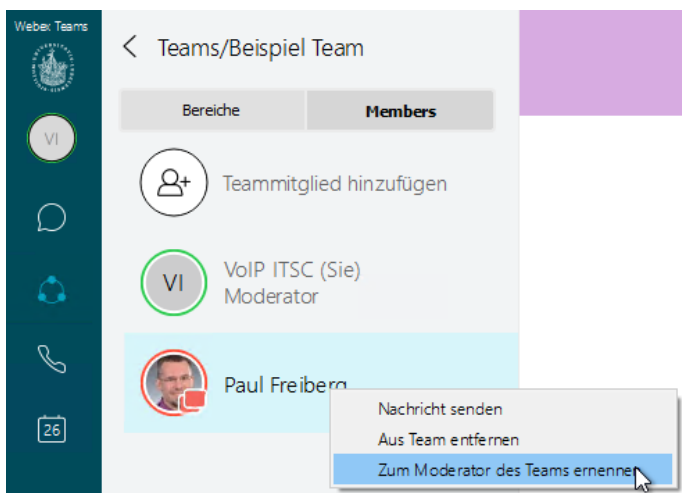 Webex Teams
VI
26
Teams/Beispiel Team
Bereiche
Members
Teammitglied hinzufügen
VI
VoIP ITSC (Sie)
Moderator
Paul Freiberg
Nachricht senden
Aus Team entfernen
Zum Moderator des Teams ernennen